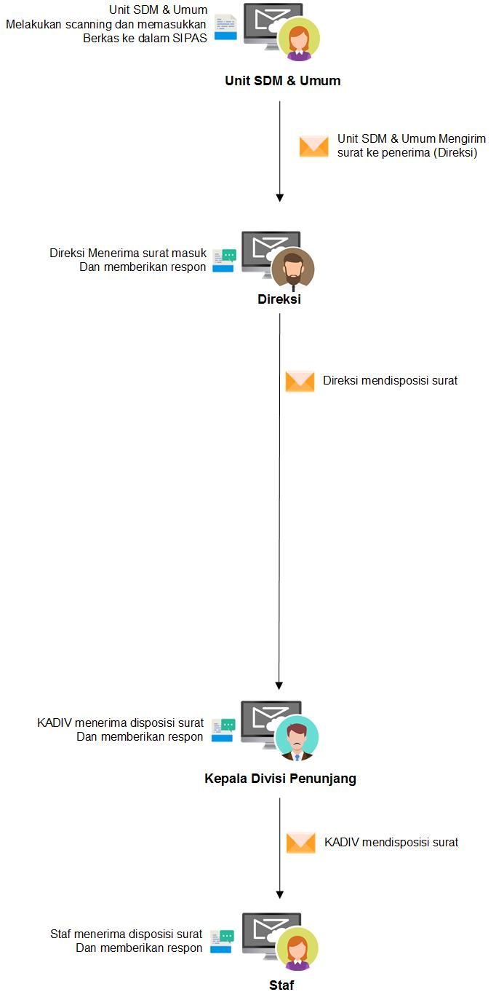 Unit SDM & Umum
Melakukan scanning dan memasukkan
Berkas ke dalam SIPAS
Unit SDM & Umum
Unit SDM & Umum Mengirim
surat ke penerima (Direksi)
Direksi Menerima surat masuk
Dan memberikan respon
Direksi
Direksi mendisposisi surat
KADIV menerima disposisi surat
Dan memberikan respon
Kepala Divisi Penunjang
KADIV mendisposisi surat
Staf menerima disposisi surat
Dan memberikan respon
Staf